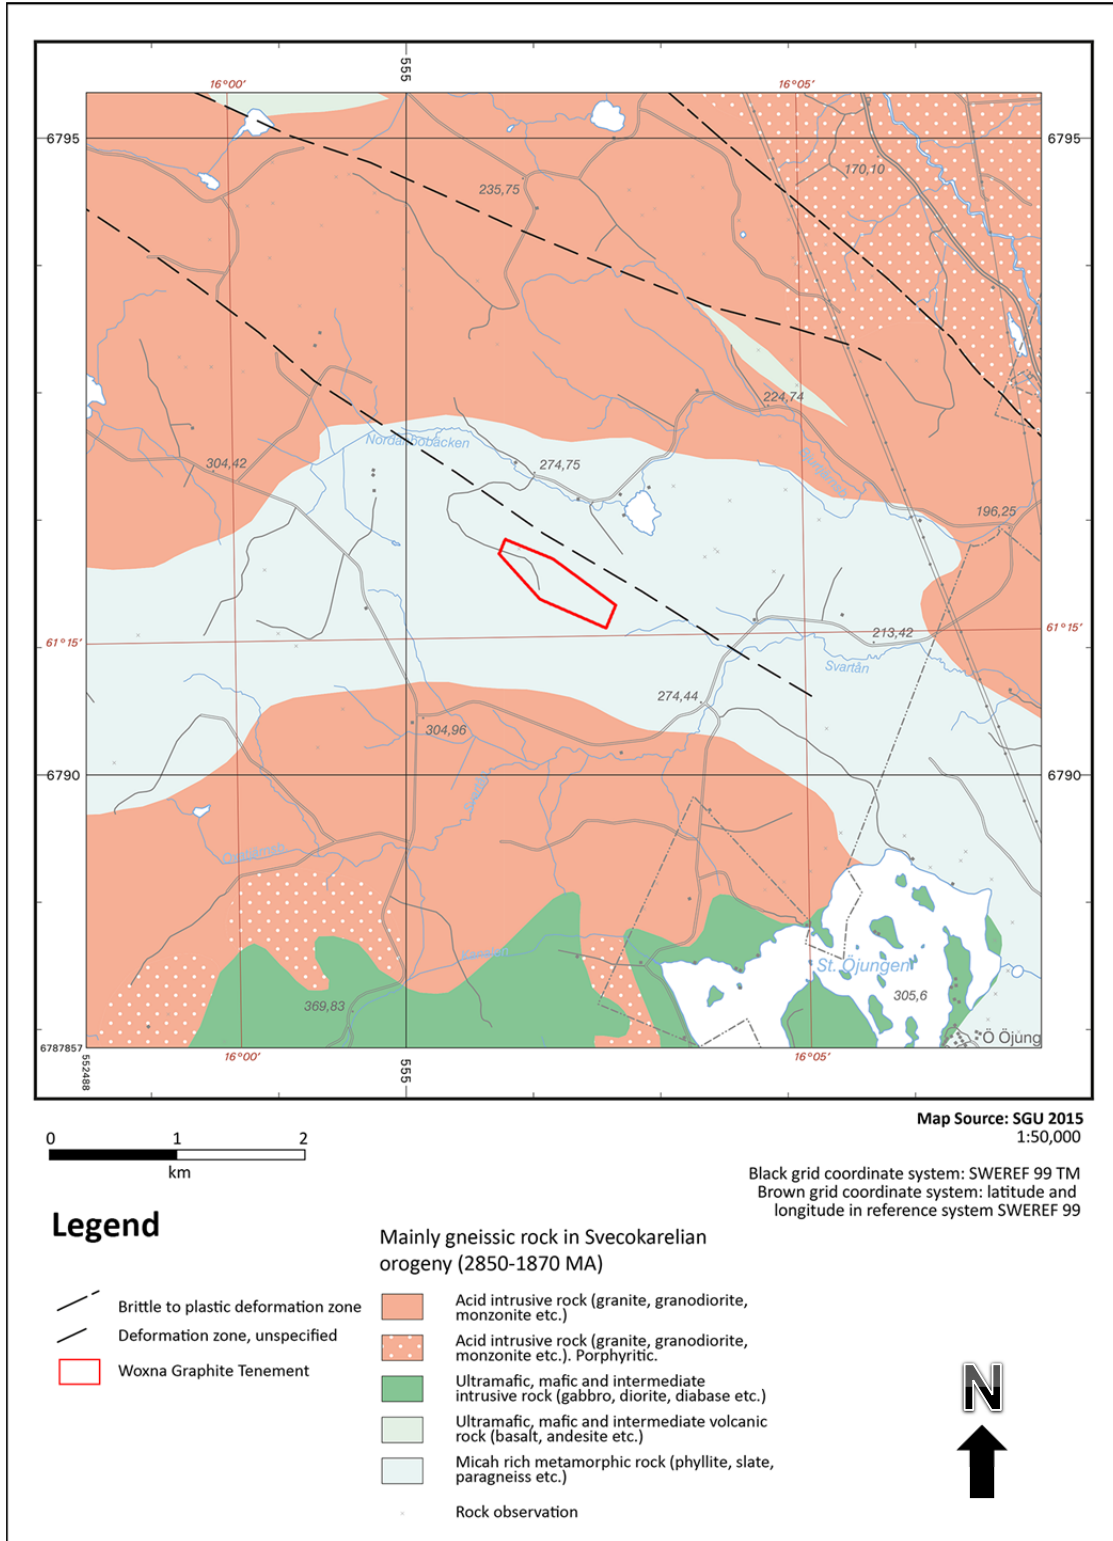 555
16°00'
16°05'
6795
6795
170,10
235,75
224,74
Nordanbobäcken
304,42
274,75
196,25
61°15'
61°15'
213,42
Svartån
274,44
304,96
6790
6790
Svartån
Kanalen
St. Öjungen
305,6
369,83
Ö Öjung
6787857
552488
16°00'
555
16°05'
Map Source: SGU 2015
1:50,000
0 1 2
km
Black grid coordinate system: SWEREF 99 TM
Brown grid coordinate system: latitude and
longitude in reference system SWEREF 99
Legend
Brittle to plastic deformation zone
Deformation zone, unspecified
Woxna Graphite Tenement
Mainly gneissic rock in Svecokarelian
orogeny (2850-1870 MA)
Acid intrusive rock (granite, granodiorite,
monzonite etc.)
Acid intrusive rock (granite, granodiorite,
monzonite etc.). Porphyritic.
Ultramafic, mafic and intermediate
intrusive rock (gabbro, diorite, diabase etc.)
Ultramafic, mafic and intermediate volcanic
rock (basalt, andesite etc.)
Micah rich metamorphic rock (phyllite, slate,
paragneiss etc.)
Rock observation
N